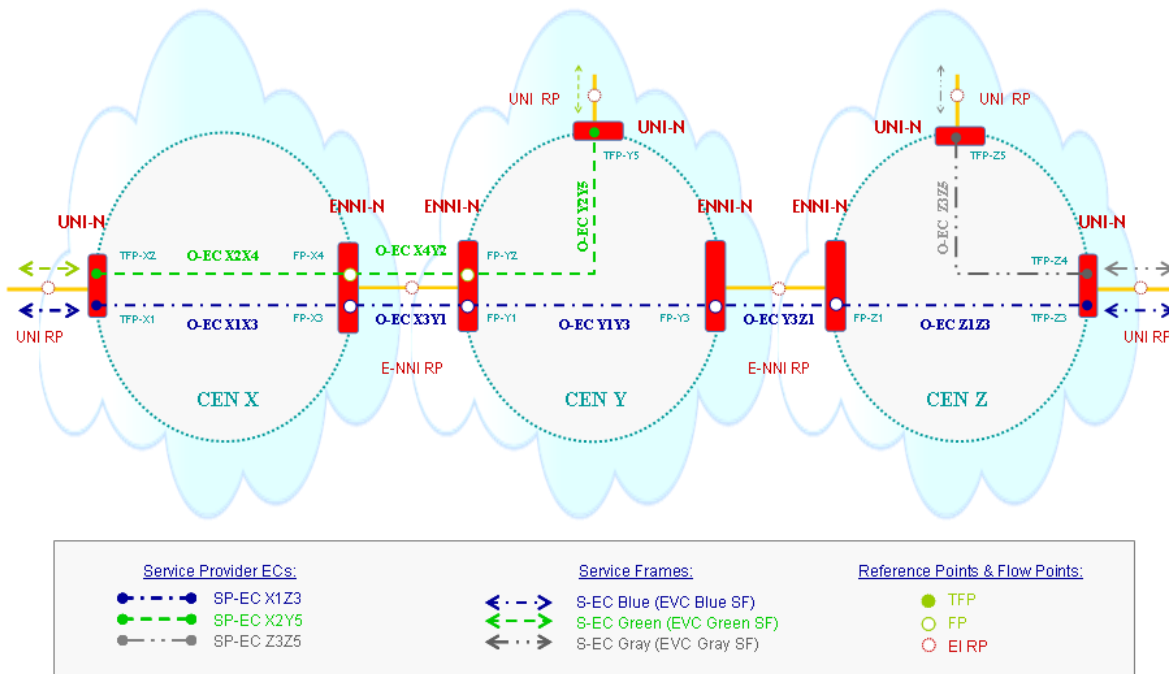 UNI RP
UNI RP
UNI-N
UNI-N
TFP-Y5
TFP-Z5
O-EC Y2Y5
O-EC Z3Z5
UNI-N
ENNI-N
ENNI-N
ENNI-N
ENNI-N
UNI-N
TFP-X2
O-EC X2X4
FP-X4
O-EC X4Y2
FP-Y2
TFP-Z4
TFP-X1
O-EC X1X3
FP-X3
O-EC X3Y1
FP-Y1
O-EC Y1Y3
FP-Y3
O-EC Y3Z1
FP-Z1
O-EC Z1Z3
TFP-Z3
UNI RP
UNI RP
E-NNI RP
E-NNI RP
CEN X
CEN Y
CEN Z
Service Provider ECs:
SP-EC X1Z3
SP-EC X2Y5
SP-EC Z3Z5
Service Frames:
S-EC Blue (EVC Blue SF)
S-EC Green (EVC Green SF)
S-EC Gray (EVC Gray SF)
Reference Points & Flow Points:
TFP
FP
EI RP